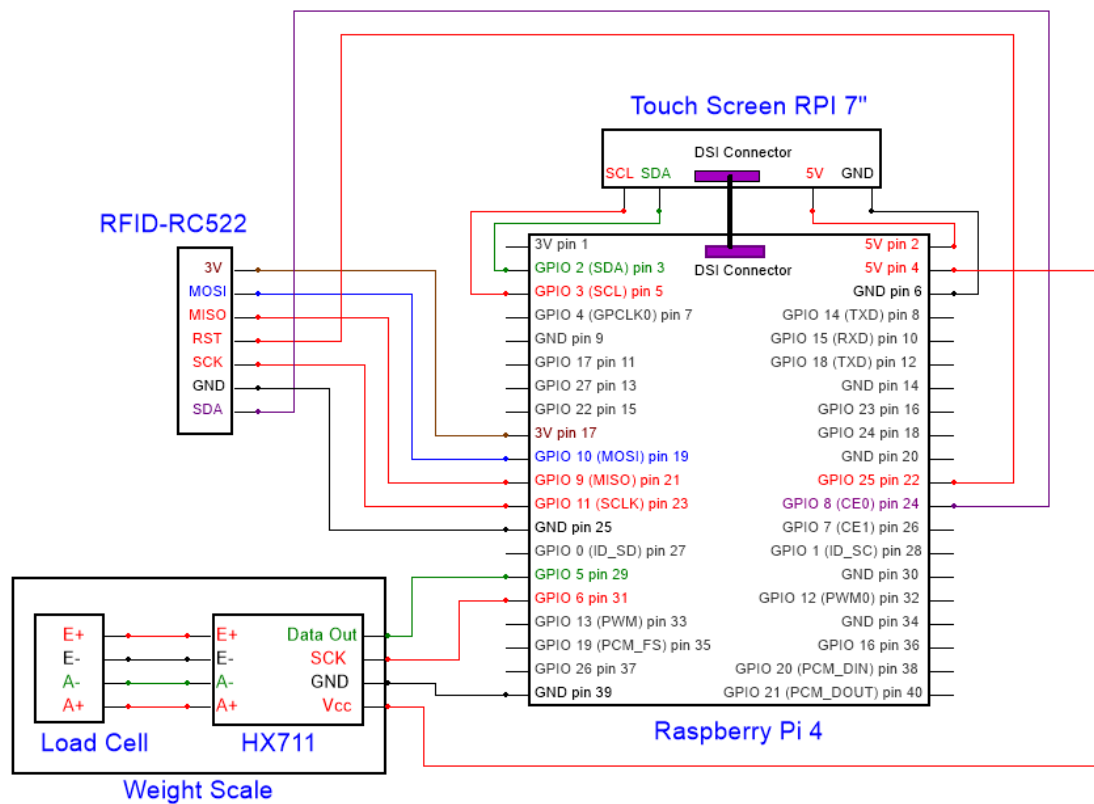 Touch Screen RPI 7"
DSI Connector
SCL SDA 5V GND
RFID-RC522
3V
MOSI
MISO
RST
SCK
GND
SDA
DSI Connector
3V pin 1 5V pin 2
GPIO 2 (SDA) pin 3 5V pin 4
GPIO 3 (SCL) pin 5 GND pin 6
GPIO 4 (GPCLK0) pin 7 GPIO 14 (TXD) pin 8
GND pin 9 GPIO 15 (RXD) pin 10
GPIO 17 pin 11 GPIO 18 (TXD) pin 12
GPIO 27 pin 13 GND pin 14
GPIO 22 pin 15 GPIO 23 pin 16
3V pin 17 GPIO 24 pin 18
GPIO 10 (MOSI) pin 19 GND pin 20
GPIO 9 (MISO) pin 21 GPIO 25 pin 22
GPIO 11 (SCLK) pin 23 GPIO 8 (CE0) pin 24
GND pin 25 GPIO 7 (CE1) pin 26
GPIO 0 (ID_SD) pin 27 GPIO 1 (ID_SC) pin 28
GPIO 5 pin 29 GND pin 30
GPIO 6 pin 31 GPIO 12 (PWM0) pin 32
GPIO 13 (PWM) pin 33 GND pin 34
GPIO 19 (PCM_FS) pin 35 GPIO 16 pin 36
GPIO 26 pin 37 GPIO 20 (PCM_DIN) pin 38
GND pin 39 GPIO 21 (PCM_DOUT) pin 40
Raspberry Pi 4
E+ E+ Data Out
E- E- SCK
A- A- GND
A+ A+ Vcc
Load Cell HX711
Weight Scale